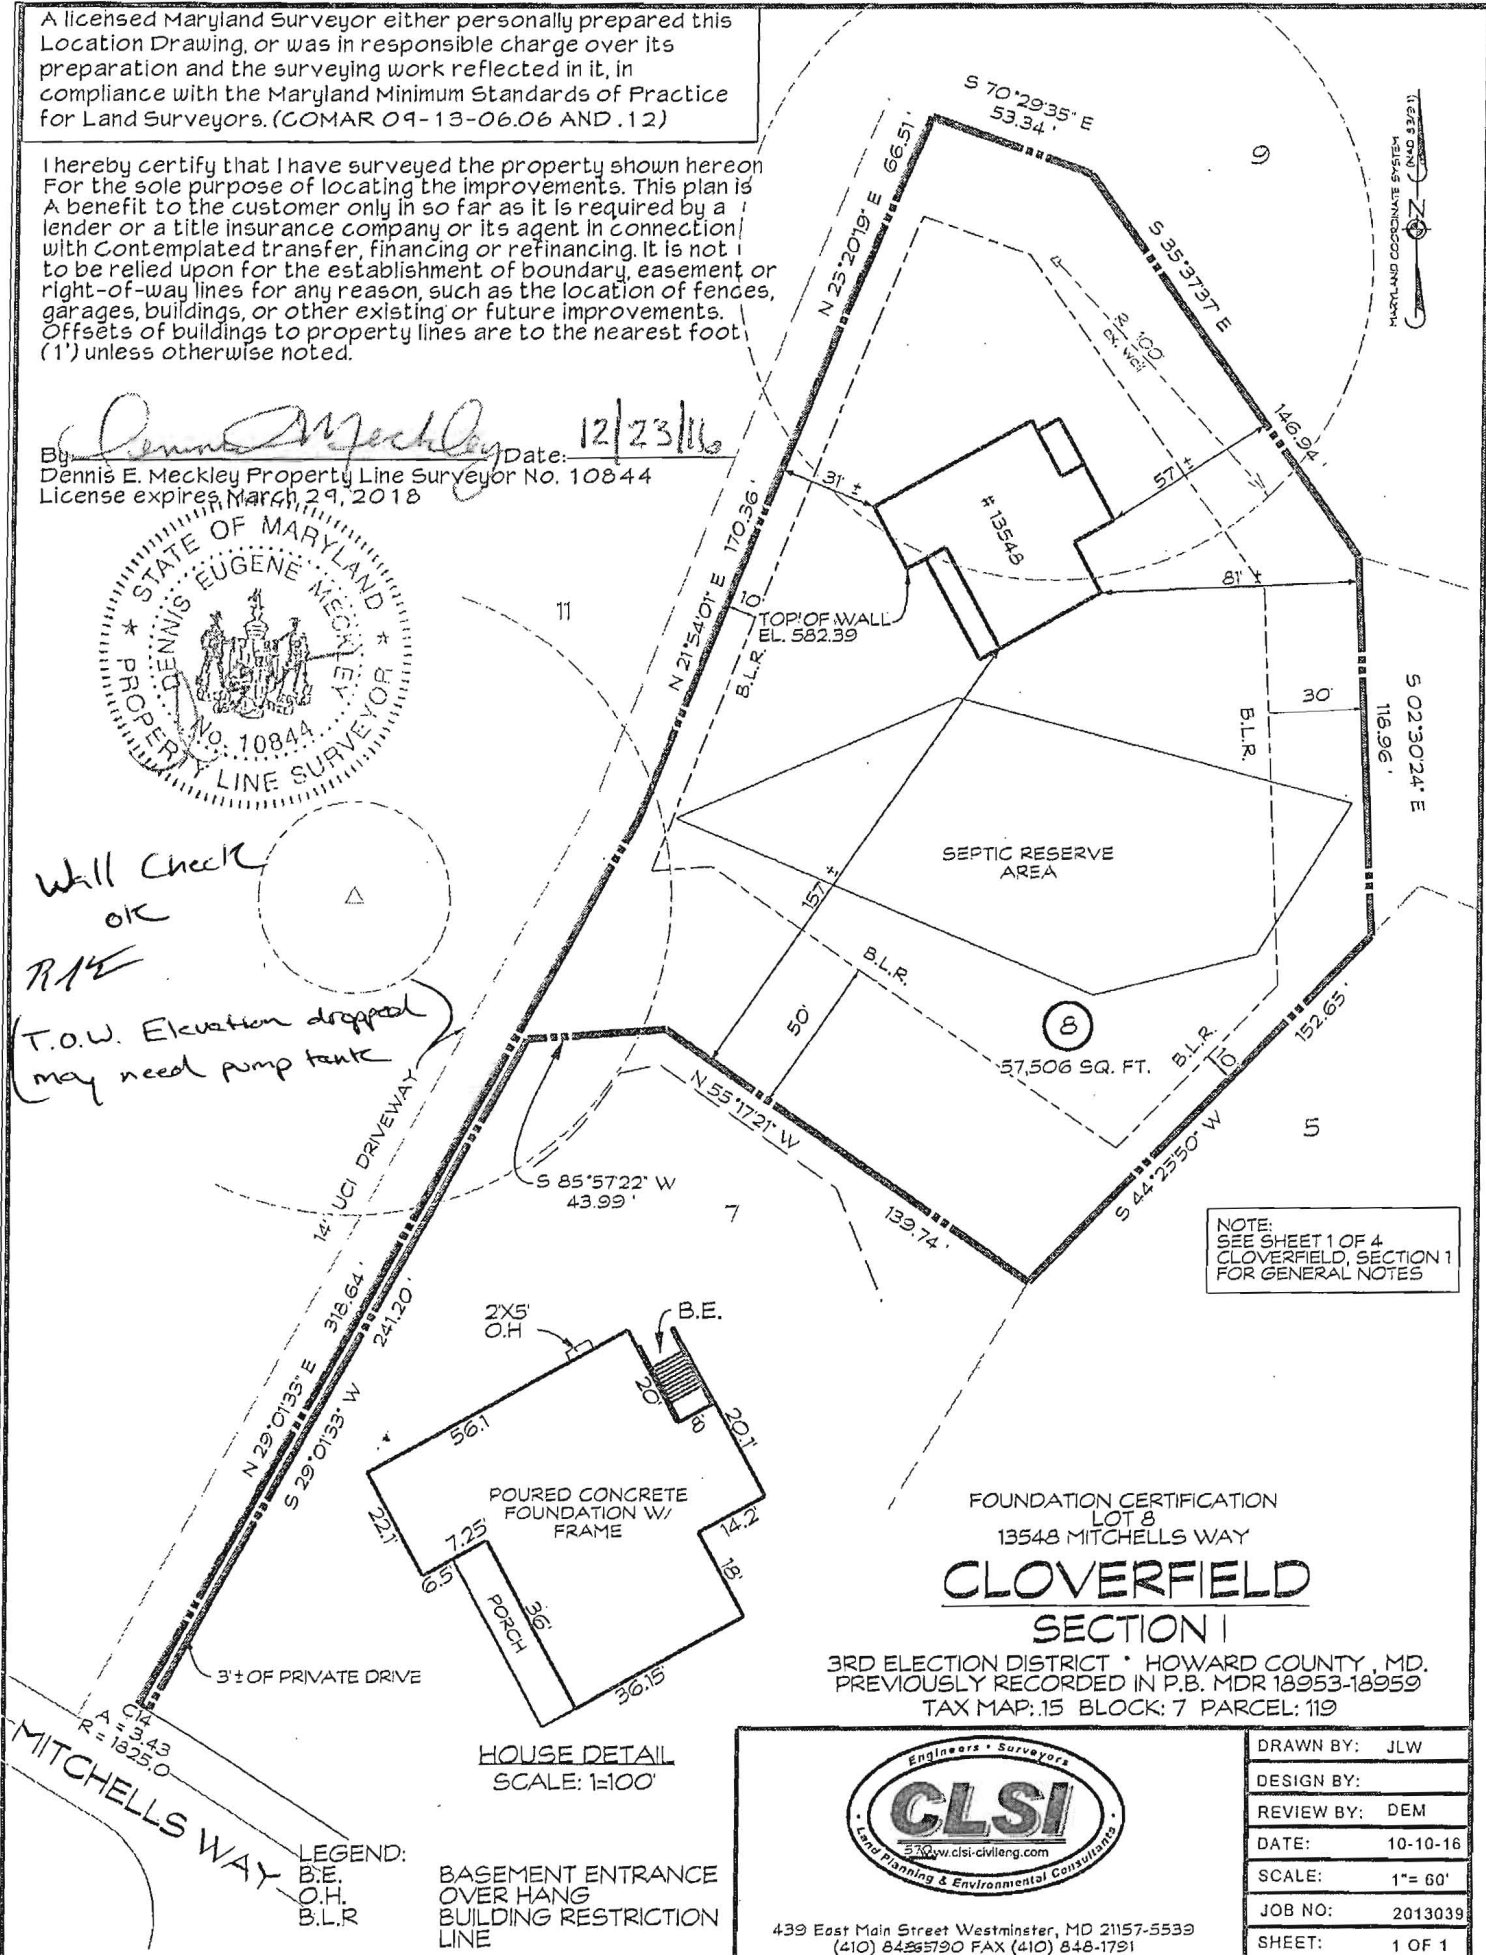 A licensed Maryland Surveyor either personally prepared this
Location Drawing, or was in responsible charge over its
preparation and the surveying work reflected in it, in
compliance with the Maryland Minimum Standards of Practice
for Land Surveyors. (COMAR 09-13-06.06 AND .12)
I hereby certify that I have surveyed the property shown hereon
For the sole purpose of locating the improvements. This plan is
A benefit to the customer only in so far as it is required by a
lender or a title insurance company or its agent in connection
with Contemplated transfer, financing or refinancing. It is not
to be relied upon for the establishment of boundary, easement or
right-of-way lines for any reason, such as the location of fences,
garages, buildings, or other existing or future improvements.
Offsets of buildings to property lines are to the nearest foot
(1') unless otherwise noted.
By: Dennis E Meckley Date: 12/23/16
Dennis E. Meckley Property Line Surveyor No. 10844
License expires March 29, 2018
STATE OF MARYLAND
DENNIS EUGENE MECKLEY
No. 10844
PROPERTY LINE SURVEYOR
Wall Check
OK
(T.O.W. Elevation dropped
may need pump tank
S 70°29'35" E
53.34'
9
MARYLAND COORDINATE SYSTEM
(NAD 83/91)
N
N 23°20'19" E 66.51'
S 35°37'37" E
146.94'
100'
ex. well
31' ±
57' ±
# 13548
81' ±
11
N 21°54'01" E 170.36'
10'
TOP OF WALL
EL. 582.39
B.L.R.
30'
B.L.R.
S 02°30'24" E
118.96'
SEPTIC RESERVE
AREA
157' ±
B.L.R.
50'
8
57,506 SQ. FT.
B.L.R.
10'
152.65'
S 44°25'50" W
5
N 55°17'21" W
139.74'
S 85°57'22" W
43.99'
7
14' UCI DRIVEWAY
N 29°01'33" E 318.64'
S 29°01'33" W 241.20'
NOTE:
SEE SHEET 1 OF 4
CLOVERFIELD, SECTION 1
FOR GENERAL NOTES
2'X5'
O.H
B.E.
20'
8'
20.1'
56.1
POURED CONCRETE
FOUNDATION W/
FRAME
22.1'
7.25'
6.5'
14.2'
18'
PORCH
36'
36.15'
3'± OF PRIVATE DRIVE
C14
A = 3.43
R = 1825.0
MITCHELLS WAY
HOUSE DETAIL
SCALE: 1=100'
LEGEND:
B.E. BASEMENT ENTRANCE
O.H. OVER HANG
B.L.R BUILDING RESTRICTION
LINE
FOUNDATION CERTIFICATION
LOT 8
13548 MITCHELLS WAY
CLOVERFIELD
SECTION 1
3RD ELECTION DISTRICT * HOWARD COUNTY, MD.
PREVIOUSLY RECORDED IN P.B. MDR 18953-18959
TAX MAP: 15 BLOCK: 7 PARCEL: 119
Engineers • Surveyors
CLSI
Land Planning & Environmental Consultants
439 East Main Street Westminster, MD 21157-5539
FAX (410) 848-1791
DRAWN BY: JLW
DESIGN BY:
REVIEW BY: DEM
DATE: 10-10-16
SCALE: 1"= 60'
JOB NO: 2013039
SHEET: 1 OF 1